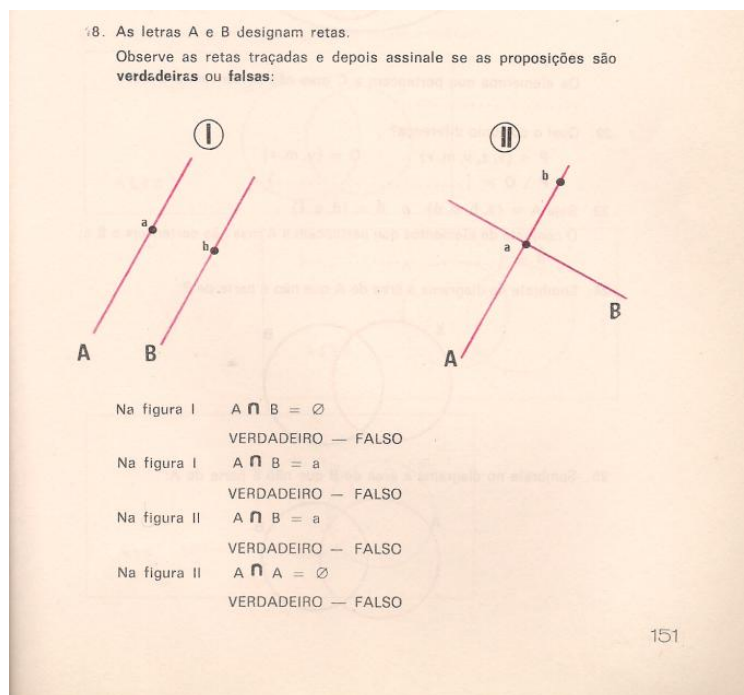 8. As letras A e B designam retas.
Observe as retas traçadas e depois assinale se as proposições são
verdadeiras ou falsas:
I
II
a
b
A
B
b
a
B
A
Na figura I A ∩ B = ∅
VERDADEIRO — FALSO
Na figura I A ∩ B = a
VERDADEIRO — FALSO
Na figura II A ∩ B = a
VERDADEIRO — FALSO
Na figura II A ∩ A = ∅
VERDADEIRO — FALSO
151